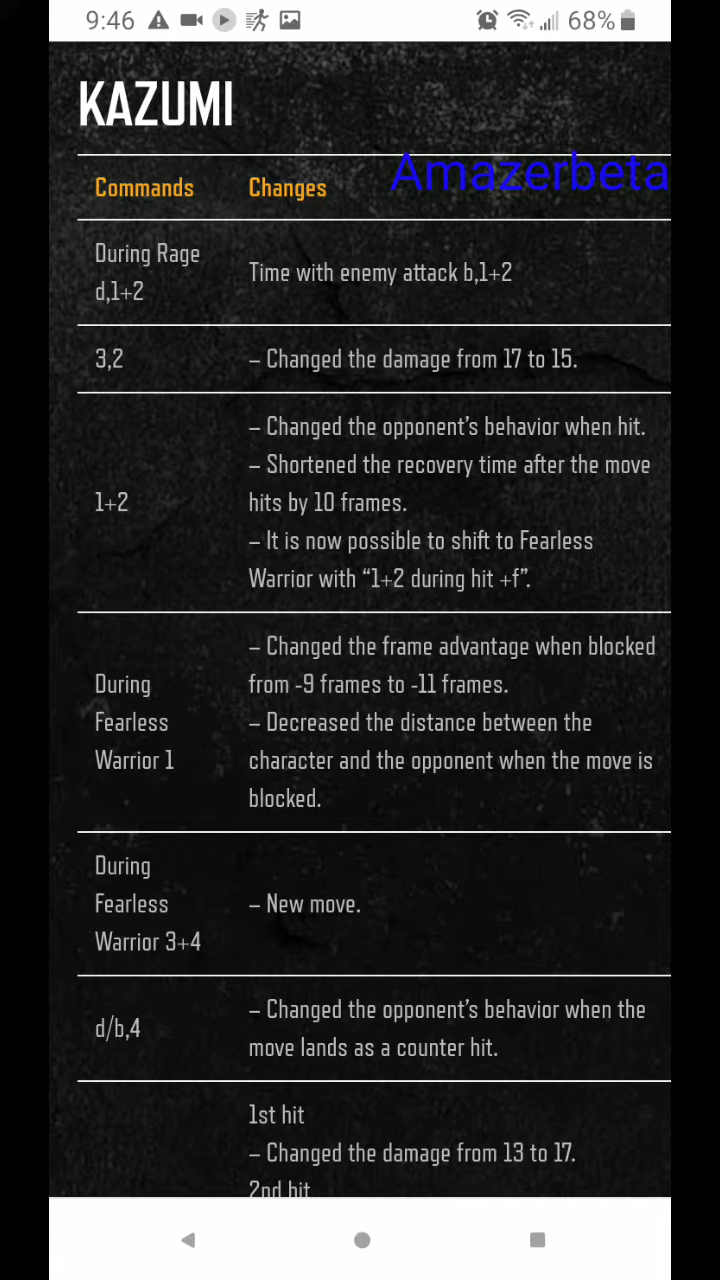 9:46
68%
KAZUMI
Amazerbeta
Commands Changes
During Rage
d,1+2
Time with enemy attack b,1+2
3,2
– Changed the damage from 17 to 15.
1+2
– Changed the opponent’s behavior when hit.
– Shortened the recovery time after the move
hits by 10 frames.
– It is now possible to shift to Fearless
Warrior with “1+2 during hit +f”.
During
Fearless
Warrior 1
– Changed the frame advantage when blocked
from -9 frames to -11 frames.
– Decreased the distance between the
character and the opponent when the move is
blocked.
During
Fearless
Warrior 3+4
– New move.
d/b,4
– Changed the opponent’s behavior when the
move lands as a counter hit.
1st hit
– Changed the damage from 13 to 17.
2nd hit